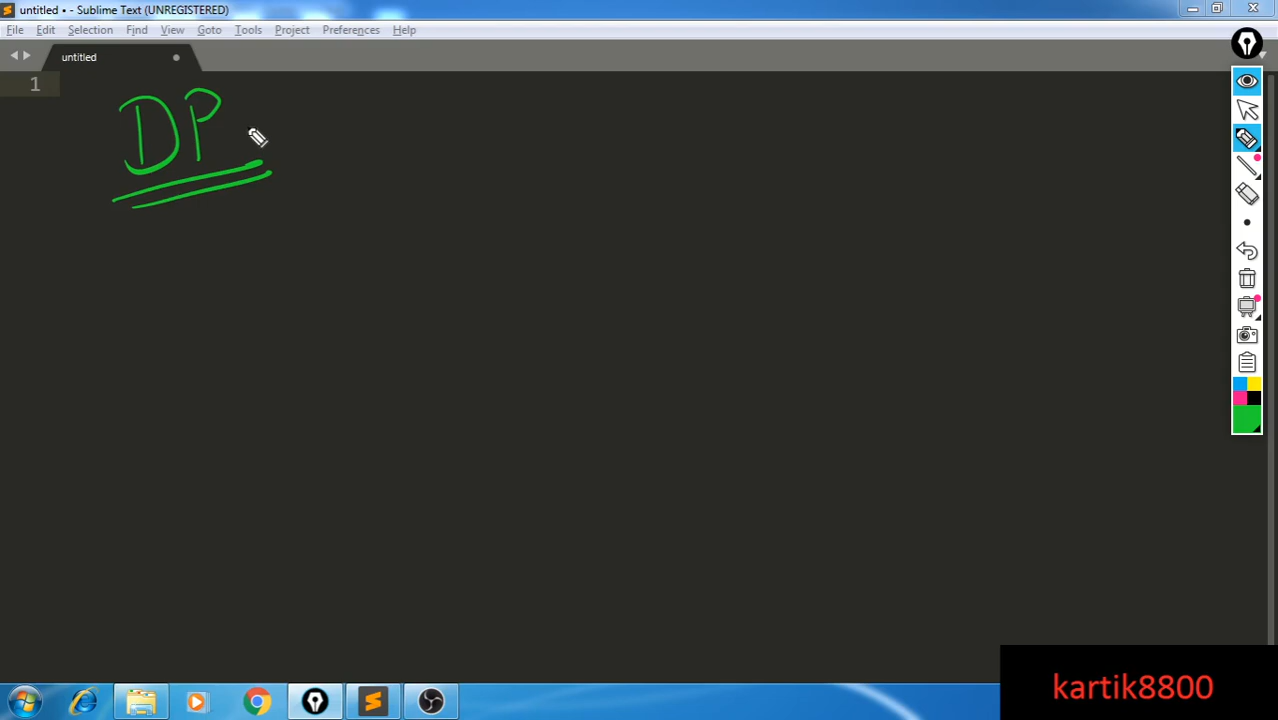 untitled • - Sublime Text (UNREGISTERED)
File Edit Selection Find View Goto Tools Project Preferences Help
untitled
1
DP
kartik8800